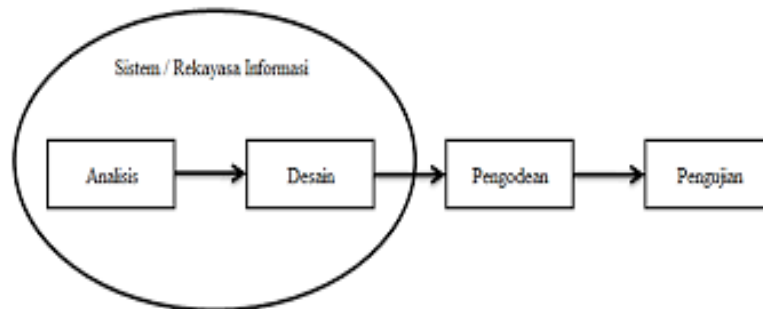 Sistem / Rekayasa Informasi
Analisis
Desain
Pengodean
Pengujian